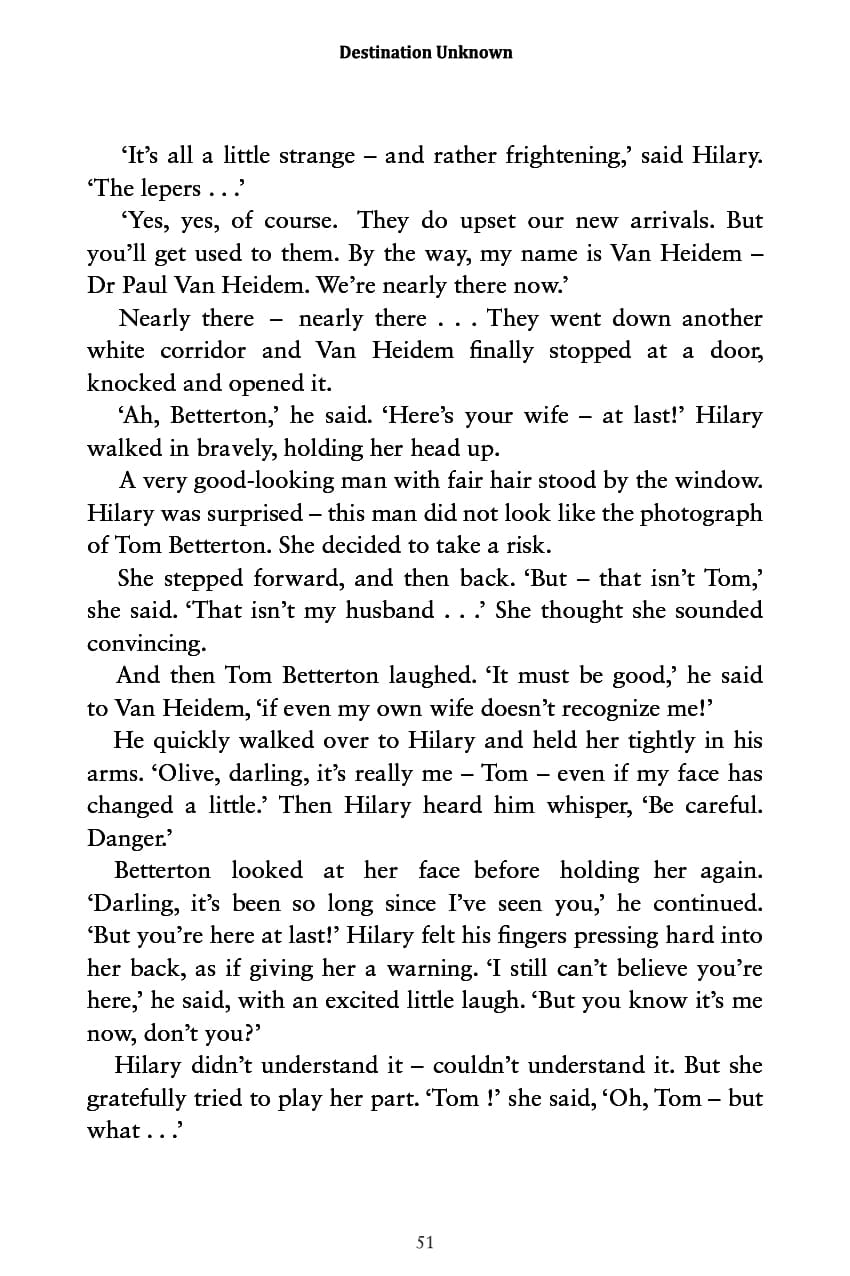 Destination Unknown
‘It’s all a little strange – and rather frightening,’ said Hilary.
‘The lepers . . .’
‘Yes, yes, of course. They do upset our new arrivals. But
you’ll get used to them. By the way, my name is Van Heidem –
Dr Paul Van Heidem. We’re nearly there now.’
Nearly there – nearly there . . . They went down another
white corridor and Van Heidem finally stopped at a door,
knocked and opened it.
‘Ah, Betterton,’ he said. ‘Here’s your wife – at last!’ Hilary
walked in bravely, holding her head up.
A very good-looking man with fair hair stood by the window.
Hilary was surprised – this man did not look like the photograph
of Tom Betterton. She decided to take a risk.
She stepped forward, and then back. ‘But – that isn’t Tom,’
she said. ‘That isn’t my husband . . .’ She thought she sounded
convincing.
And then Tom Betterton laughed. ‘It must be good,’ he said
to Van Heidem, ‘if even my own wife doesn’t recognize me!’
He quickly walked over to Hilary and held her tightly in his
arms. ‘Olive, darling, it’s really me – Tom – even if my face has
changed a little.’ Then Hilary heard him whisper, ‘Be careful.
Danger.’
Betterton looked at her face before holding her again.
‘Darling, it’s been so long since I’ve seen you,’ he continued.
‘But you’re here at last!’ Hilary felt his fingers pressing hard into
her back, as if giving her a warning. ‘I still can’t believe you’re
here,’ he said, with an excited little laugh. ‘But you know it’s me
now, don’t you?’
Hilary didn’t understand it – couldn’t understand it. But she
gratefully tried to play her part. ‘Tom !’ she said, ‘Oh, Tom – but
what . . .’
51